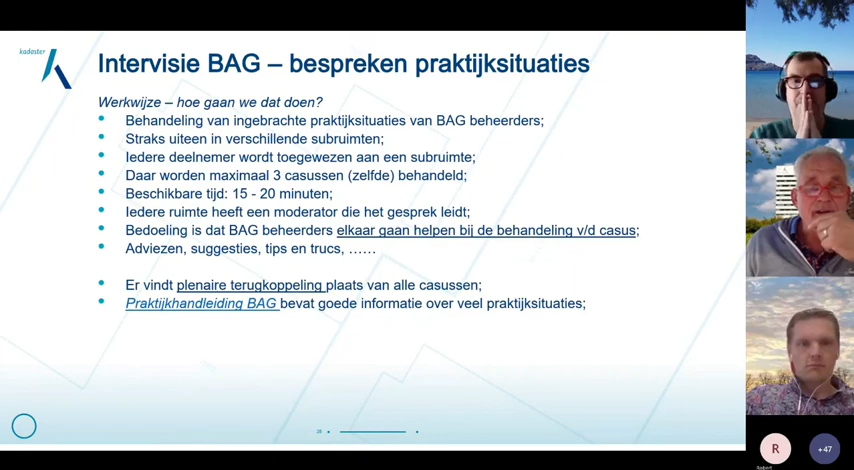 kadaster
Intervisie BAG – bespreken praktijksituaties
Werkwijze – hoe gaan we dat doen?
• Behandeling van ingebrachte praktijksituaties van BAG beheerders;
• Straks uiteen in verschillende subruimten;
• Iedere deelnemer wordt toegewezen aan een subruimte;
• Daar worden maximaal 3 casussen (zelfde) behandeld;
• Beschikbare tijd: 15 - 20 minuten;
• Iedere ruimte heeft een moderator die het gesprek leidt;
• Bedoeling is dat BAG beheerders elkaar gaan helpen bij de behandeling v/d casus;
• Adviezen, suggesties, tips en trucs, ……
• Er vindt plenaire terugkoppeling plaats van alle casussen;
• Praktijkhandleiding BAG bevat goede informatie over veel praktijksituaties;
R
+47